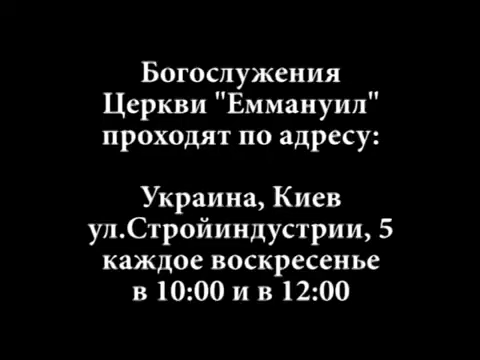 Богослужения
Церкви "Еммануил"
проходят по адресу:
Украина, Киев
ул.Стройиндустрии, 5
каждое воскресенье
в 10:00 и в 12:00